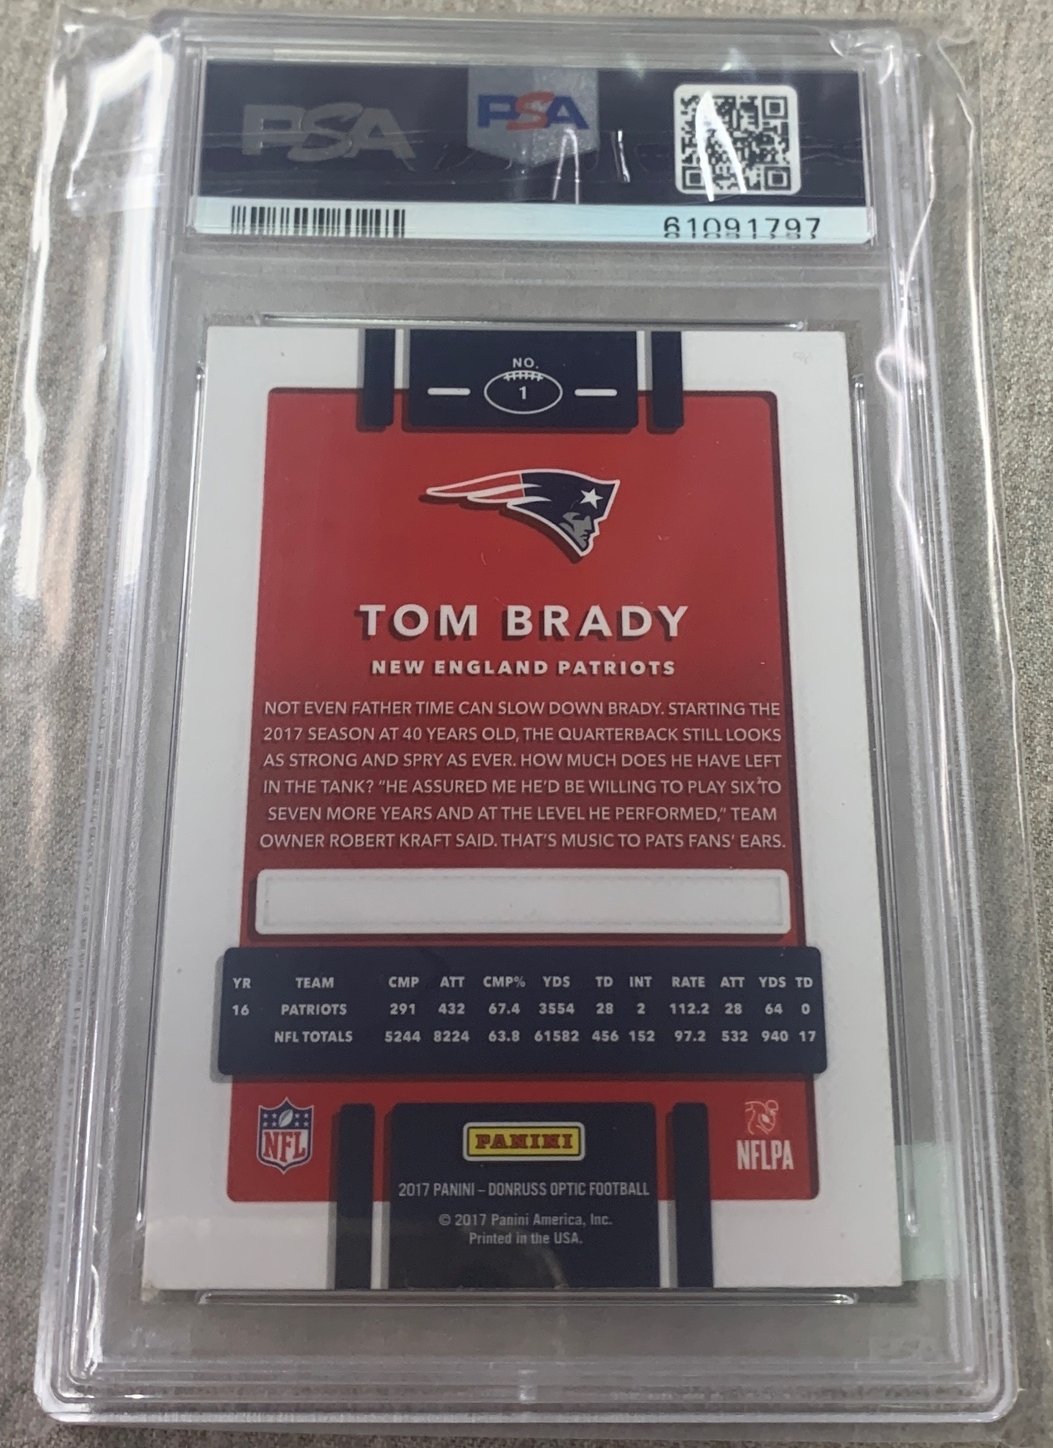 PSA
PSA
61091797
NO.
1
TOM BRADY
NEW ENGLAND PATRIOTS
NOT EVEN FATHER TIME CAN SLOW DOWN BRADY. STARTING THE
2017 SEASON AT 40 YEARS OLD, THE QUARTERBACK STILL LOOKS
AS STRONG AND SPRY AS EVER. HOW MUCH DOES HE HAVE LEFT
IN THE TANK? "HE ASSURED ME HE'D BE WILLING TO PLAY SIX TO
SEVEN MORE YEARS AND AT THE LEVEL HE PERFORMED," TEAM
OWNER ROBERT KRAFT SAID. THAT'S MUSIC TO PATS FANS' EARS.
YR TEAM CMP ATT CMP% YDS TD INT RATE ATT YDS TD
16 PATRIOTS 291 432 67.4 3554 28 2 112.2 28 64 0
NFL TOTALS 5244 8224 63.8 61582 456 152 97.2 532 940 17
NFL
PANINI
NFLPA
2017 PANINI – DONRUSS OPTIC FOOTBALL
© 2017 Panini America, Inc.
Printed in the USA.